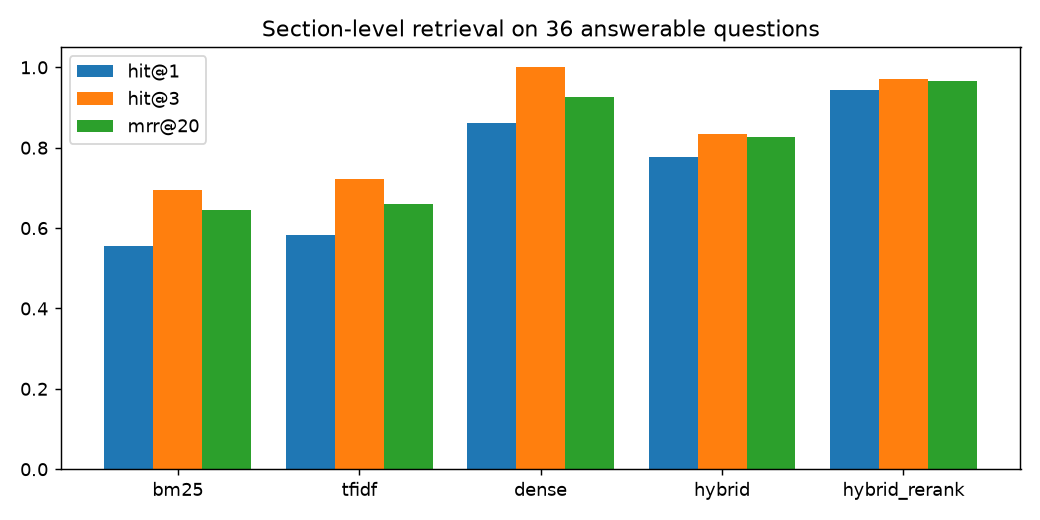 Section-level retrieval on 36 answerable questions
hit@1
hit@3
mrr@20
1.0
0.8
0.6
0.4
0.2
0.0
bm25 tfidf dense hybrid hybrid_rerank